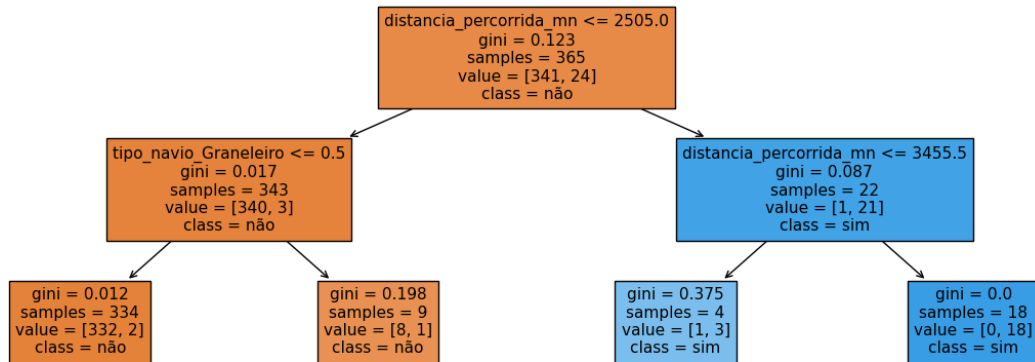 distancia_percorrida_mn <= 2505.0
gini = 0.123
samples = 365
value = [341, 24]
class = não
tipo_navio_Graneleiro <= 0.5
gini = 0.017
samples = 343
value = [340, 3]
class = não
distancia_percorrida_mn <= 3455.5
gini = 0.087
samples = 22
value = [1, 21]
class = sim
gini = 0.012
samples = 334
value = [332, 2]
class = não
gini = 0.198
samples = 9
value = [8, 1]
class = não
gini = 0.375
samples = 4
value = [1, 3]
class = sim
gini = 0.0
samples = 18
value = [0, 18]
class = sim